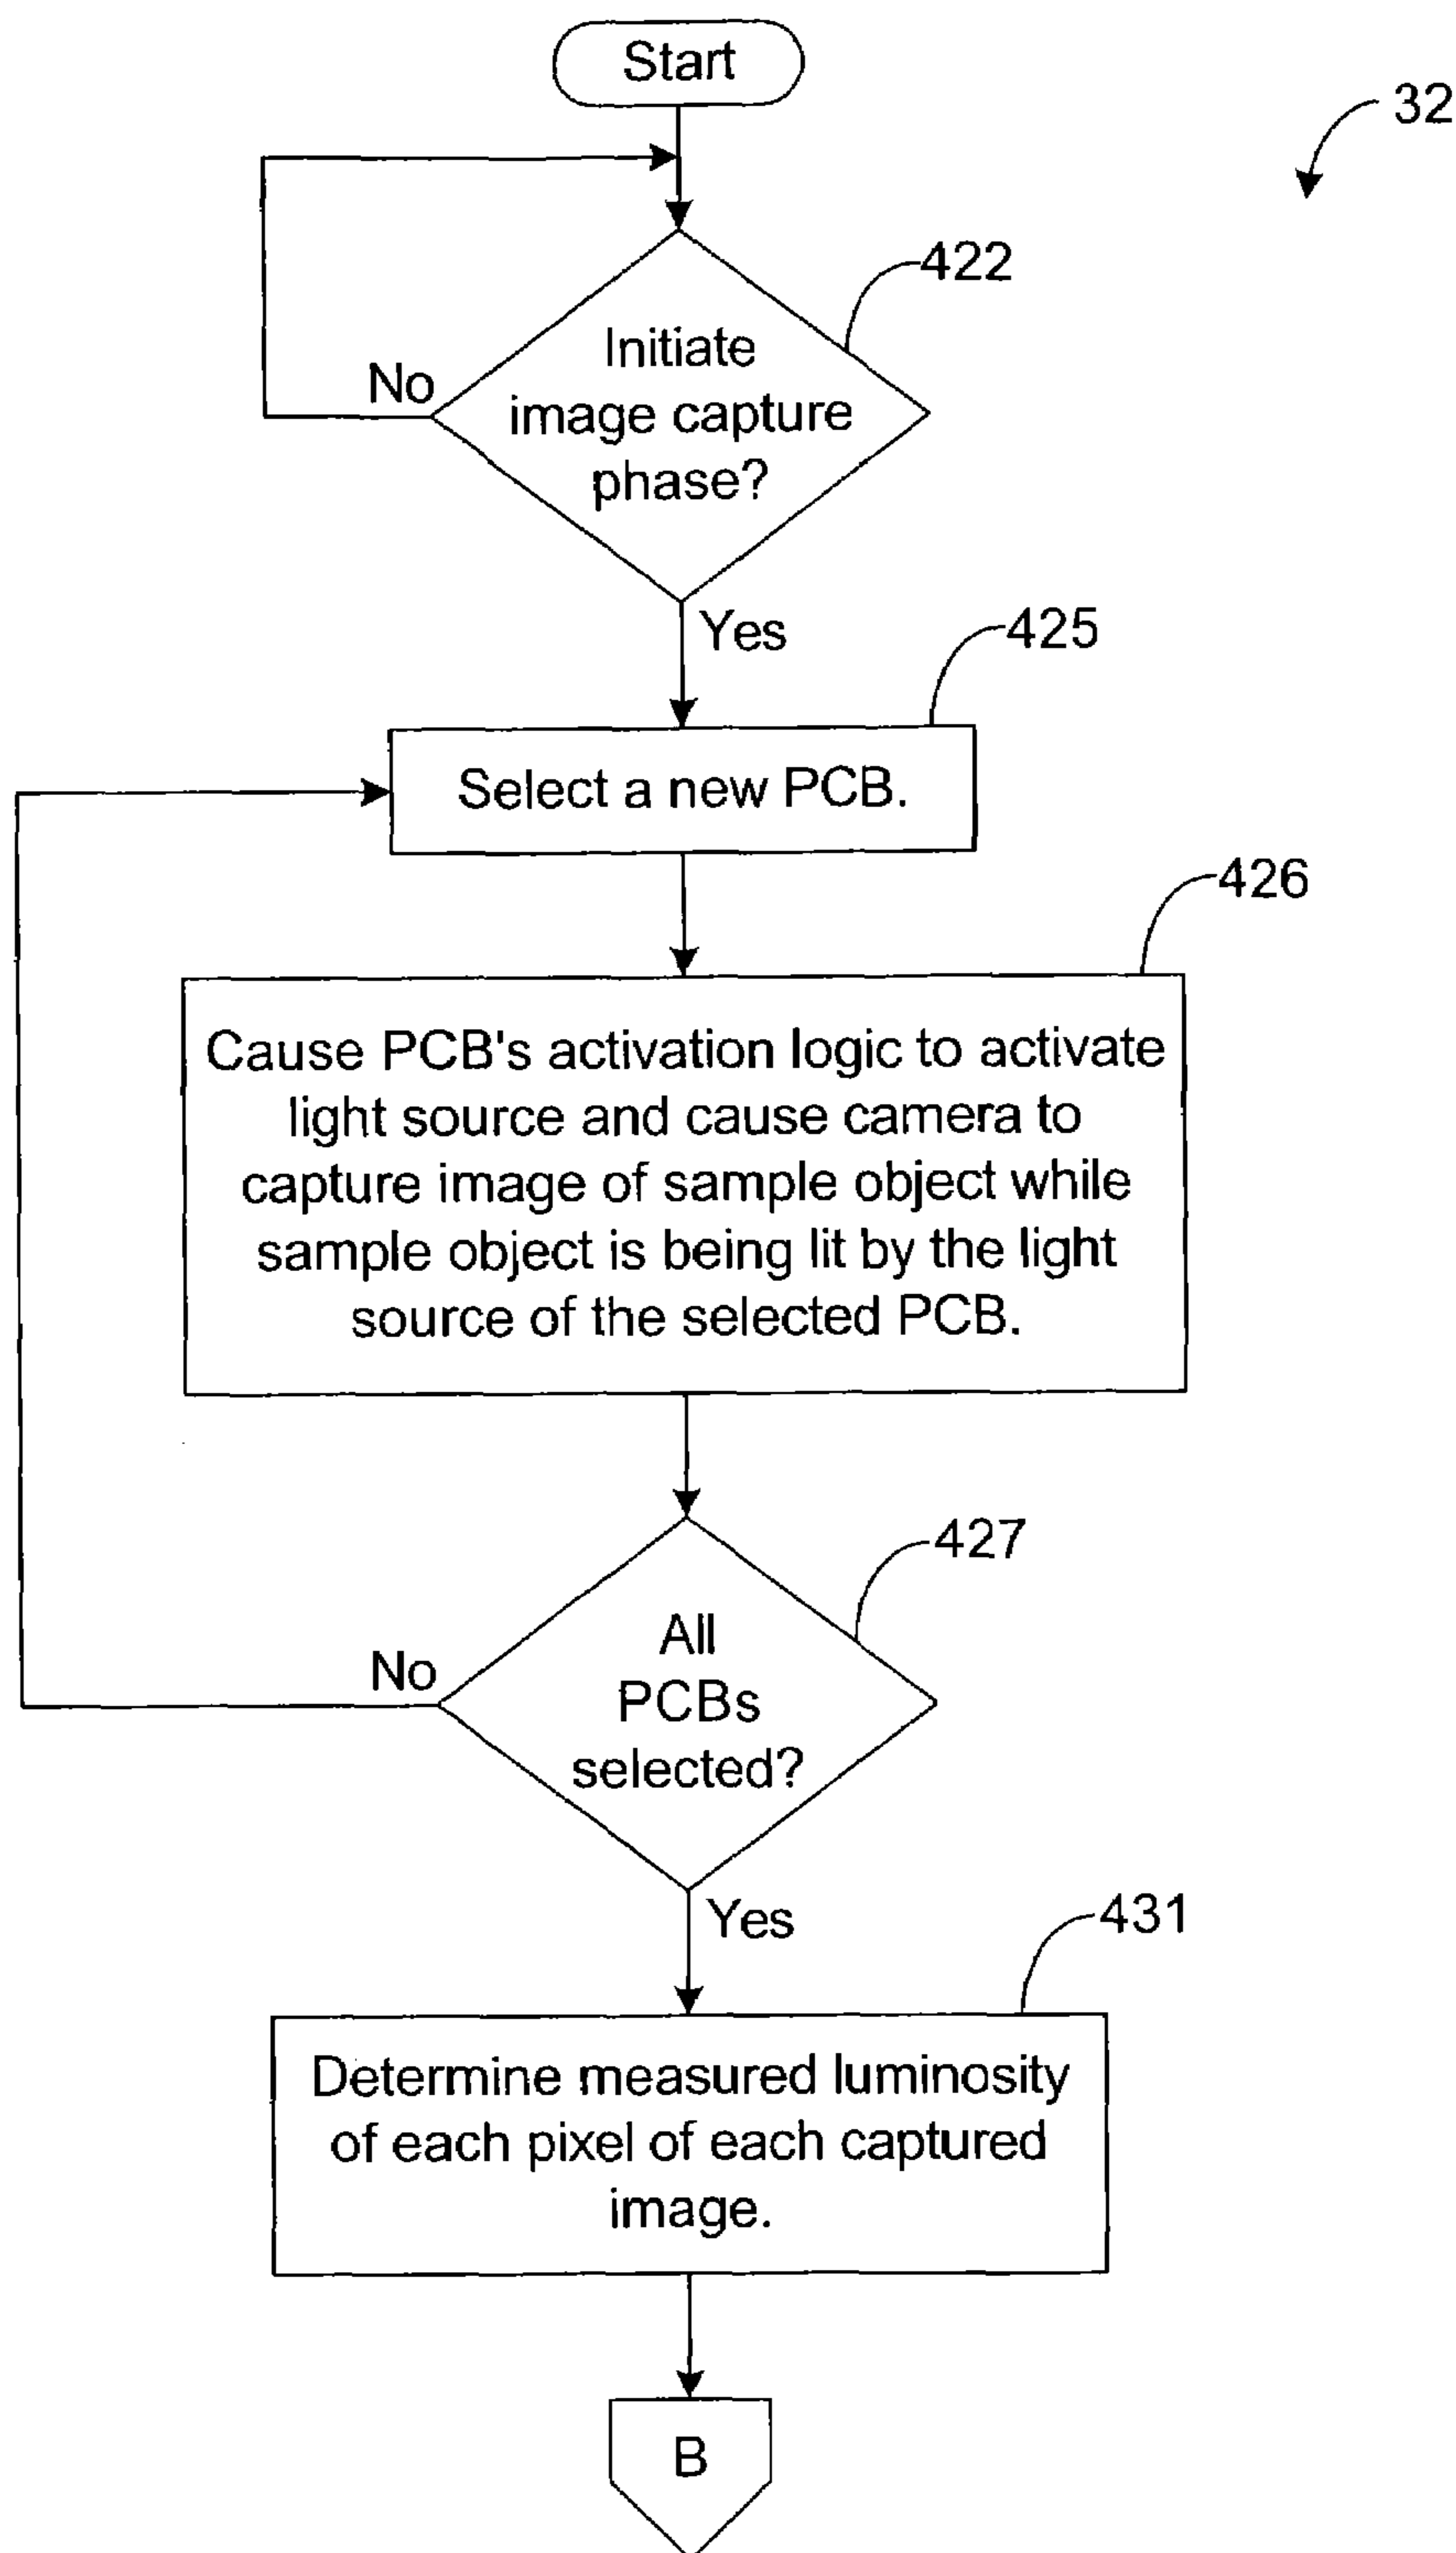 Start
32
422
Initiate
image capture
phase?
No
Yes
425
Select a new PCB.
426
Cause PCB's activation logic to activate
light source and cause camera to
capture image of sample object while
sample object is being lit by the light
source of the selected PCB.
427
All
PCBs
selected?
No
Yes
431
Determine measured luminosity
of each pixel of each captured
image.
B